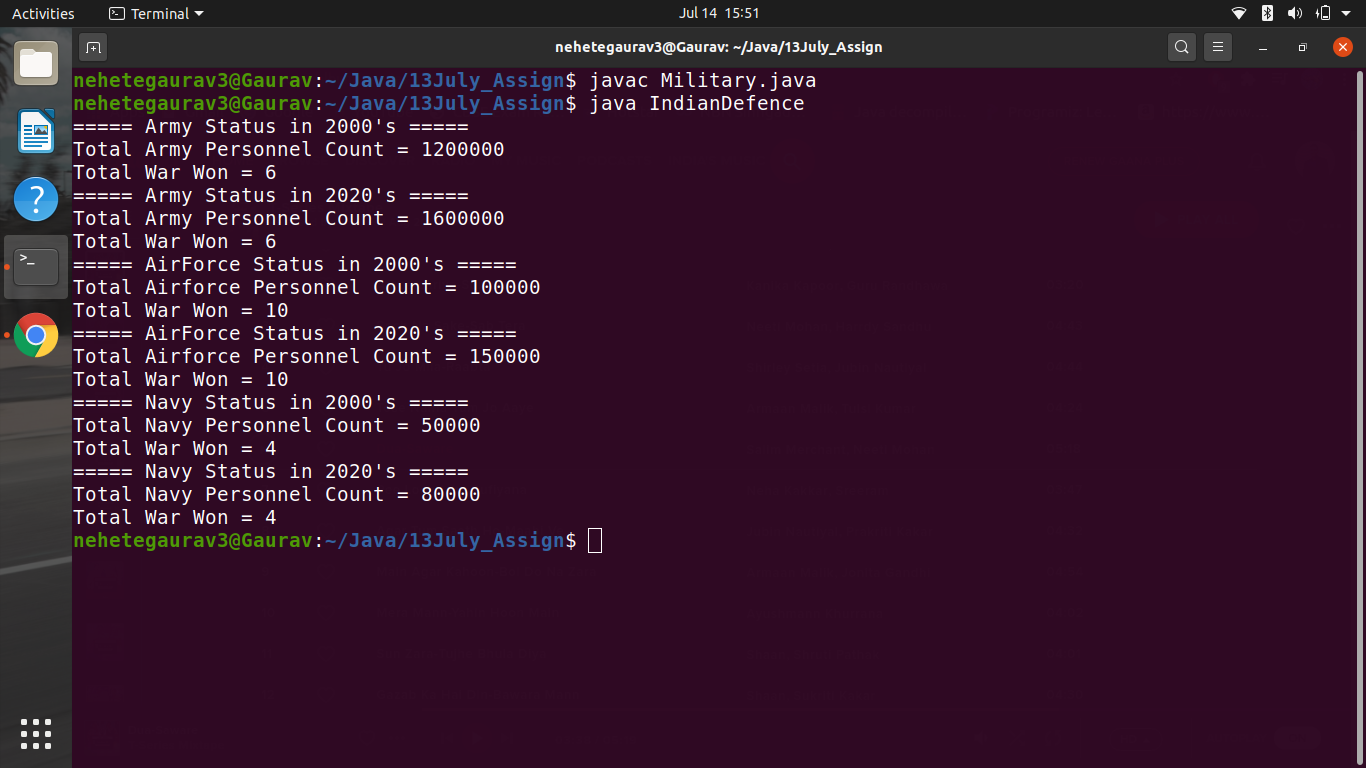 Activities Terminal Jul 14 15:51
nehetegaurav3@Gaurav: ~/Java/13July_Assign
nehetegaurav3@Gaurav:~/Java/13July_Assign$ javac Military.java
nehetegaurav3@Gaurav:~/Java/13July_Assign$ java IndianDefence
===== Army Status in 2000's =====
Total Army Personnel Count = 1200000
Total War Won = 6
===== Army Status in 2020's =====
Total Army Personnel Count = 1600000
Total War Won = 6
===== AirForce Status in 2000's =====
Total Airforce Personnel Count = 100000
Total War Won = 10
===== AirForce Status in 2020's =====
Total Airforce Personnel Count = 150000
Total War Won = 10
===== Navy Status in 2000's =====
Total Navy Personnel Count = 50000
Total War Won = 4
===== Navy Status in 2020's =====
Total Navy Personnel Count = 80000
Total War Won = 4
nehetegaurav3@Gaurav:~/Java/13July_Assign$